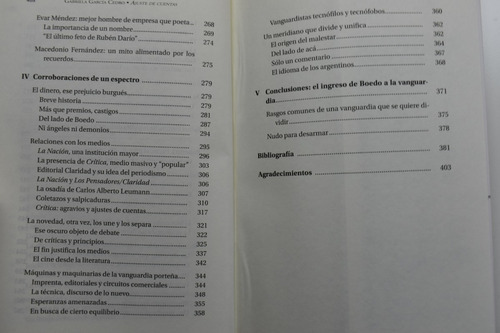 GABRIELA GARCÍA CEDRO • AJUSTE DE CUENTAS
Evar Méndez: mejor hombre de empresa que poeta... 268
La importancia de un nombre 269
"El último feto de Rubén Darío" 274
Macedonio Fernández: un mito alimentado por los
recuerdos 275
IV Corroboraciones de un espectro 279
El dinero, ese prejuicio burgués 279
Breve historia 279
Más que premios, castigos 281
Del lado de Boedo 287
Ni ángeles ni demonios 294
Relaciones con los medios 295
La Nación, una institución mayor 296
La presencia de Crítica, medio masivo y "popular" 303
Editorial Claridad y su idea del periodismo 306
La Nación y Los Pensadores/Claridad 306
La osadía de Carlos Alberto Leumann 307
Coletazos y salpicaduras 310
Crítica: agravios y ajustes de cuentas 317
La novedad, otra vez, los une y los separa 321
Ese oscuro objeto de debate 322
De críticas y principios 325
El fin justifica los medios 337
El cine desde la literatura 342
Máquinas y maquinarias de la vanguardia porteña.... 344
Imprenta, editoriales y circuitos comerciales 344
La técnica, discurso de lo nuevo 348
Esperanzas amenazadas 355
En busca de cierto equilibrio 358
Vanguardistas tecnófilos y tecnófobos 360
Un meridiano que divide y unifica 362
El origen del malestar 362
Del lado de acá 364
Sólo un comentario 367
El idioma de los argentinos 368
V Conclusiones: el ingreso de Boedo a la vanguar-
dia 371
Rasgos comunes de una vanguardia que se quiere di-
vidir 375
Nudo para desarmar 378
Bibliografía 381
Agradecimientos 403